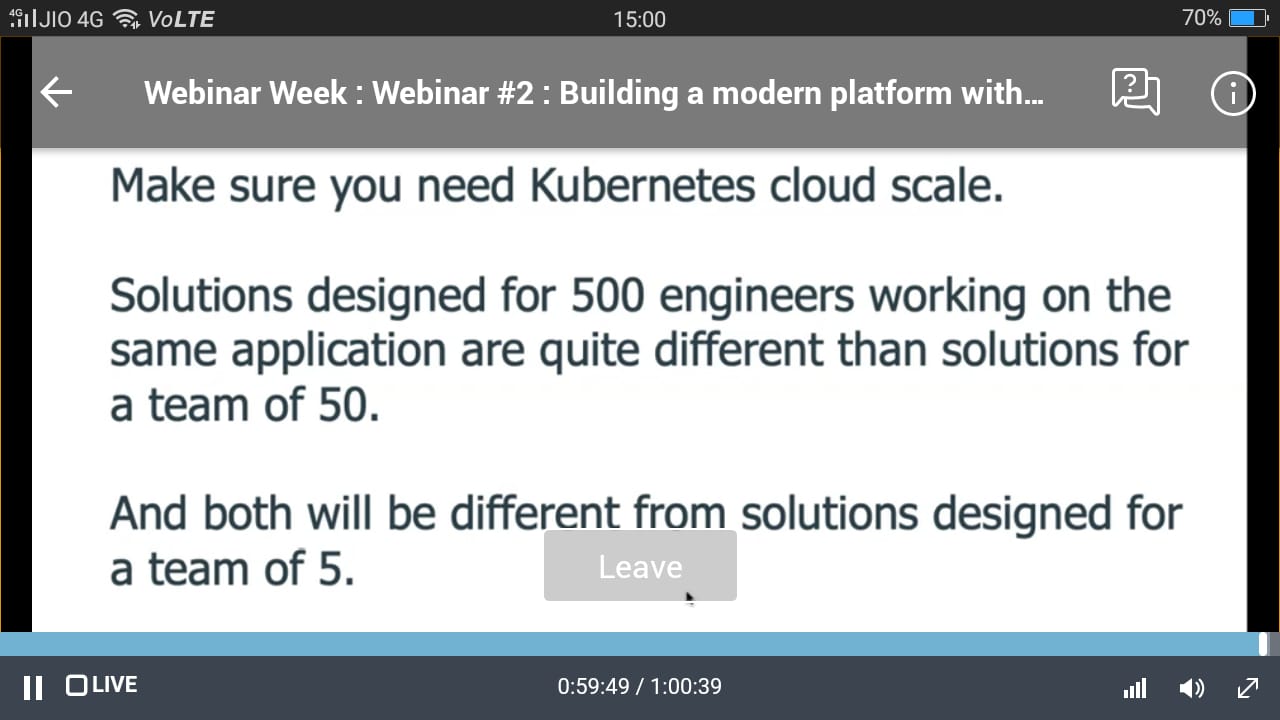 4G JIO 4G VoLTE 15:00 70%
Webinar Week : Webinar #2 : Building a modern platform with...
?
i
Make sure you need Kubernetes cloud scale.
Solutions designed for 500 engineers working on the
same application are quite different than solutions for
a team of 50.
And both will be different from solutions designed for
a team of 5.
Leave
LIVE 0:59:49 / 1:00:39